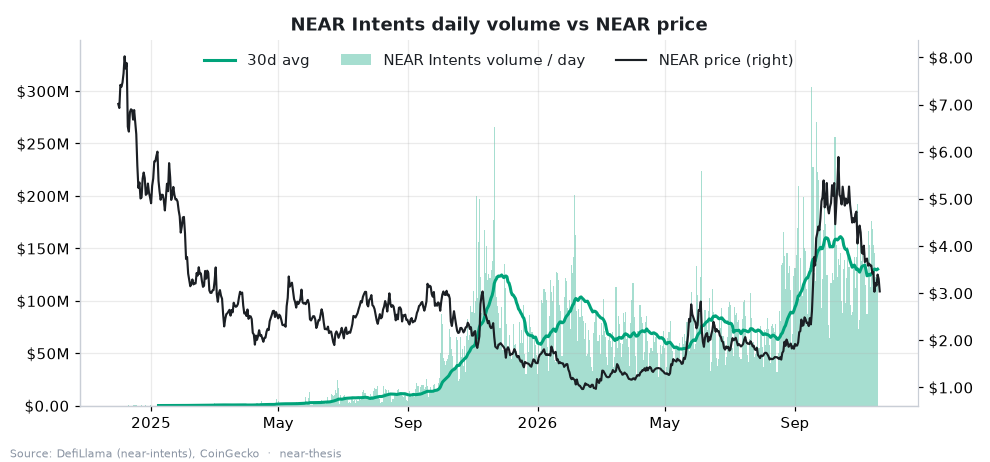 NEAR Intents daily volume vs NEAR price
30d avg
NEAR Intents volume / day
NEAR price (right)
$300M
$250M
$200M
$150M
$100M
$50M
$0.00
$8.00
$7.00
$6.00
$5.00
$4.00
$3.00
$2.00
$1.00
2025
May
Sep
2026
May
Sep
Source: DefiLlama (near-intents), CoinGecko · near-thesis